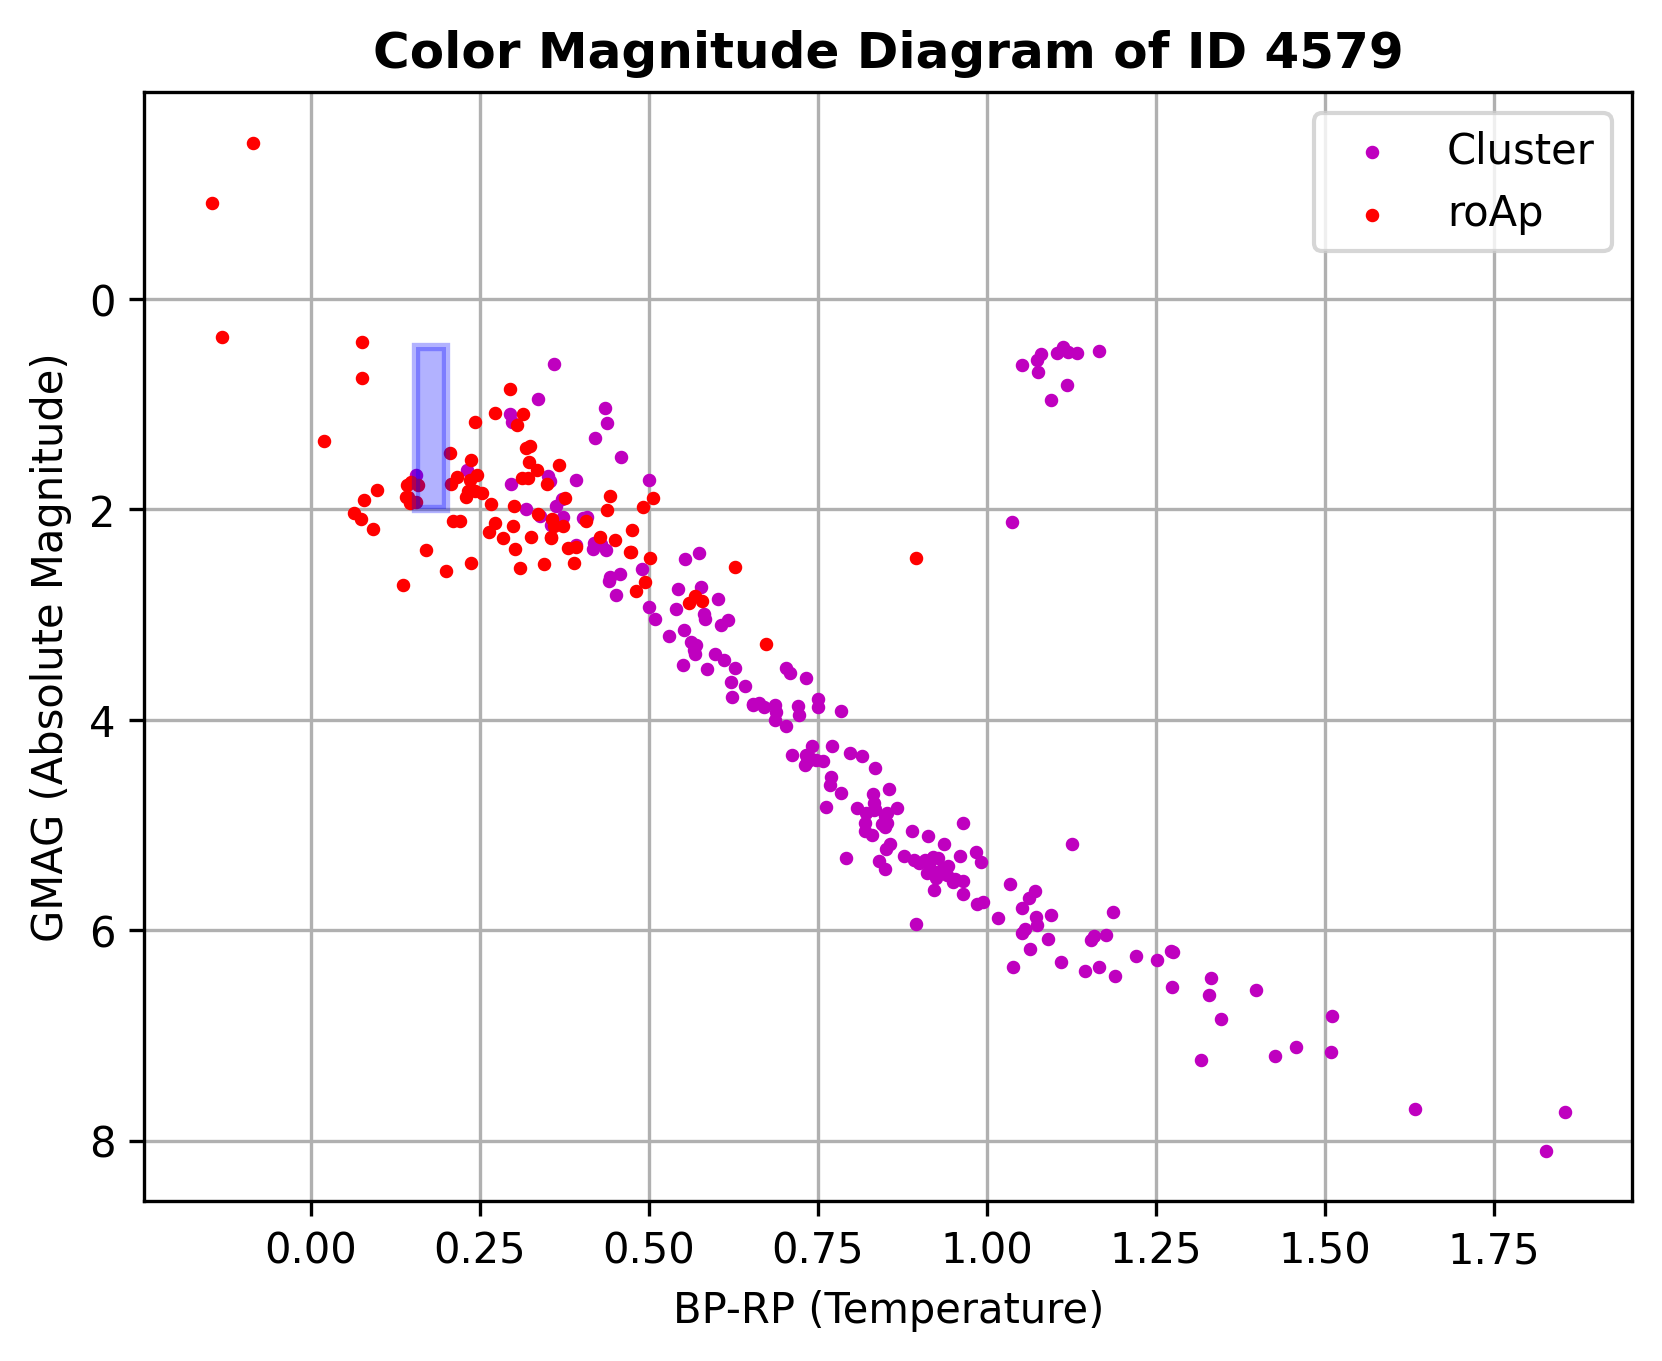 Color Magnitude Diagram of ID 4579
Cluster
roAp
GMAG (Absolute Magnitude)
0
2
4
6
8
0.00 0.25 0.50 0.75 1.00 1.25 1.50 1.75
BP-RP (Temperature)